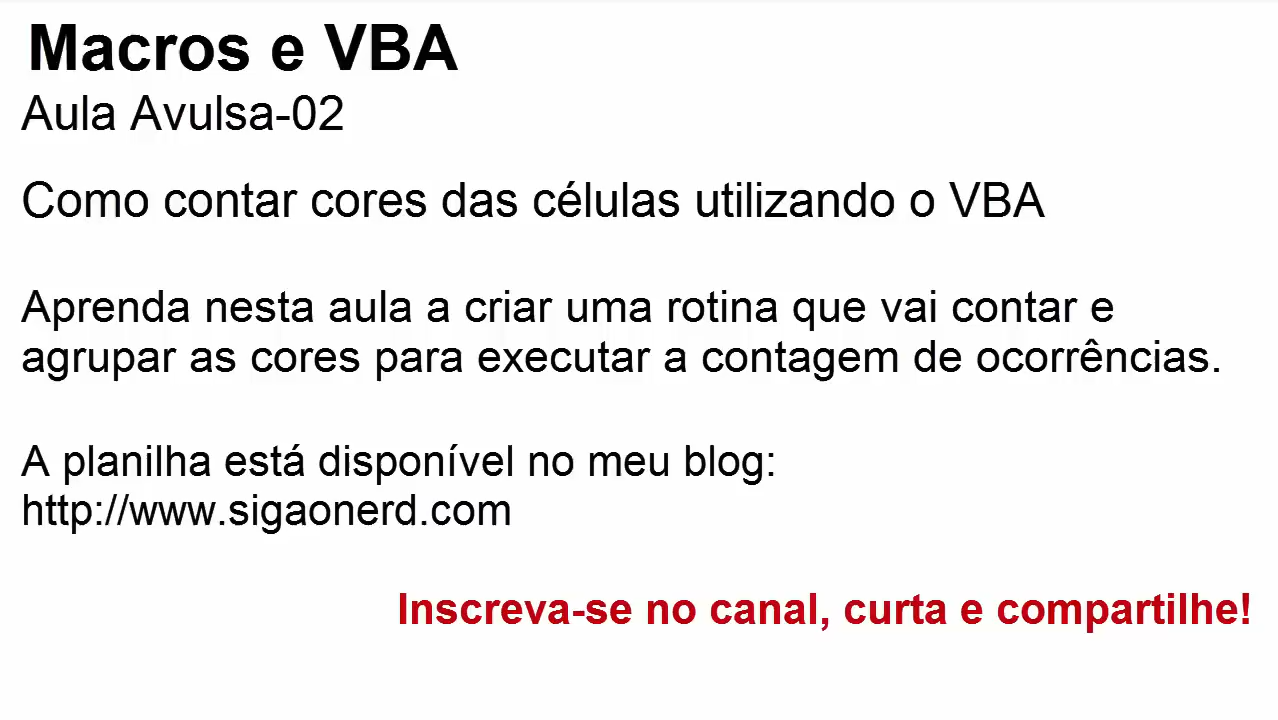 Macros e VBA
Aula Avulsa-02
Como contar cores das células utilizando o VBA
Aprenda nesta aula a criar uma rotina que vai contar e
agrupar as cores para executar a contagem de ocorrências.
A planilha está disponível no meu blog:
http://www.sigaonerd.com
Inscreva-se no canal, curta e compartilhe!